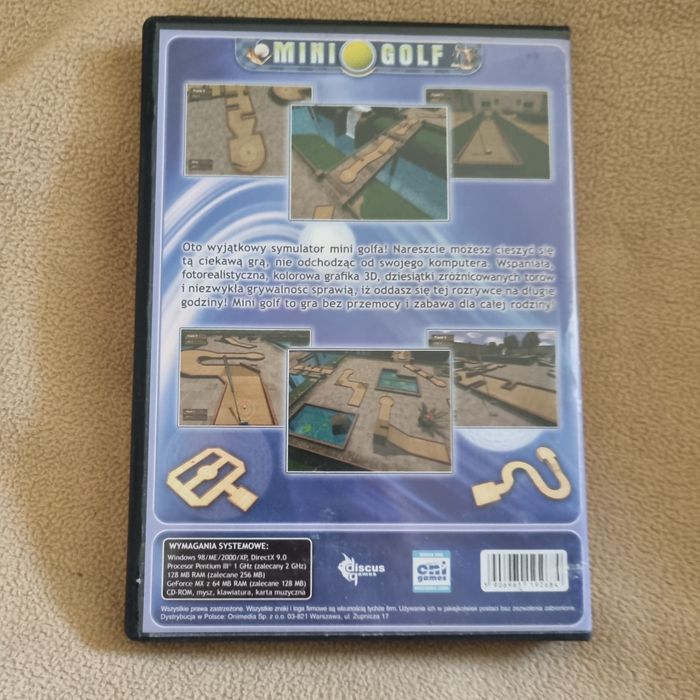 MINI GOLF
Oto wyjątkowy symulator mini golfa! Nareszcie możesz cieszyć się
tą ciekawą grą, nie odchodząc od swojego komputera. Wspaniała,
fotorealistyczna, kolorowa grafika 3D, dziesiątki zróżnicowanych torów
i niezwykła grywalność sprawią, iż oddasz się tej rozrywce na długie
godziny! Mini golf to gra bez przemocy i zabawa dla całej rodziny!
WYMAGANIA SYSTEMOWE:
Windows 98/ME/2000/XP, DirectX 9.0
Procesor Pentium III® 1 GHz (zalecany 2 GHz)
128 MB RAM (zalecane 256 MB)
GeForce MX z 64 MB RAM (zalecane 128 MB)
CD-ROM, mysz, klawiatura, karta muzyczna
discus
games
oni
games
5 906961 192684
Wszystkie prawa zastrzeżone. Wszystkie znaki i loga firmowe są własnością tychże firm. Używanie ich w jakiejkolwiek postaci bez zezwolenia zabronione.
Dystrybucja w Polsce: Onimedia Sp. z o.o. 03-821 Warszawa, ul. Żupnicza 17